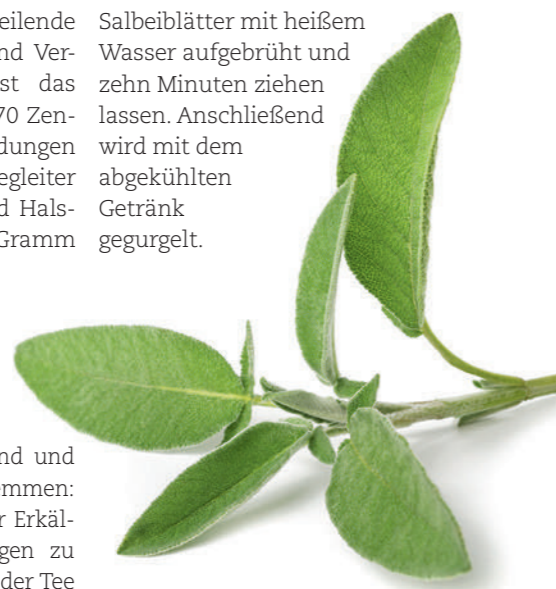 eilende
nd Ver-
st das
70 Zen-
dungen
egleiter
d Hals-
Gramm
nd und
emmen:
r Erkäl-
gen zu
der Tee
Salbeiblätter mit heißem
Wasser aufgebrüht und
zehn Minuten ziehen
lassen. Anschließend
wird mit dem
abgekühlten
Getränk
gegurgelt.